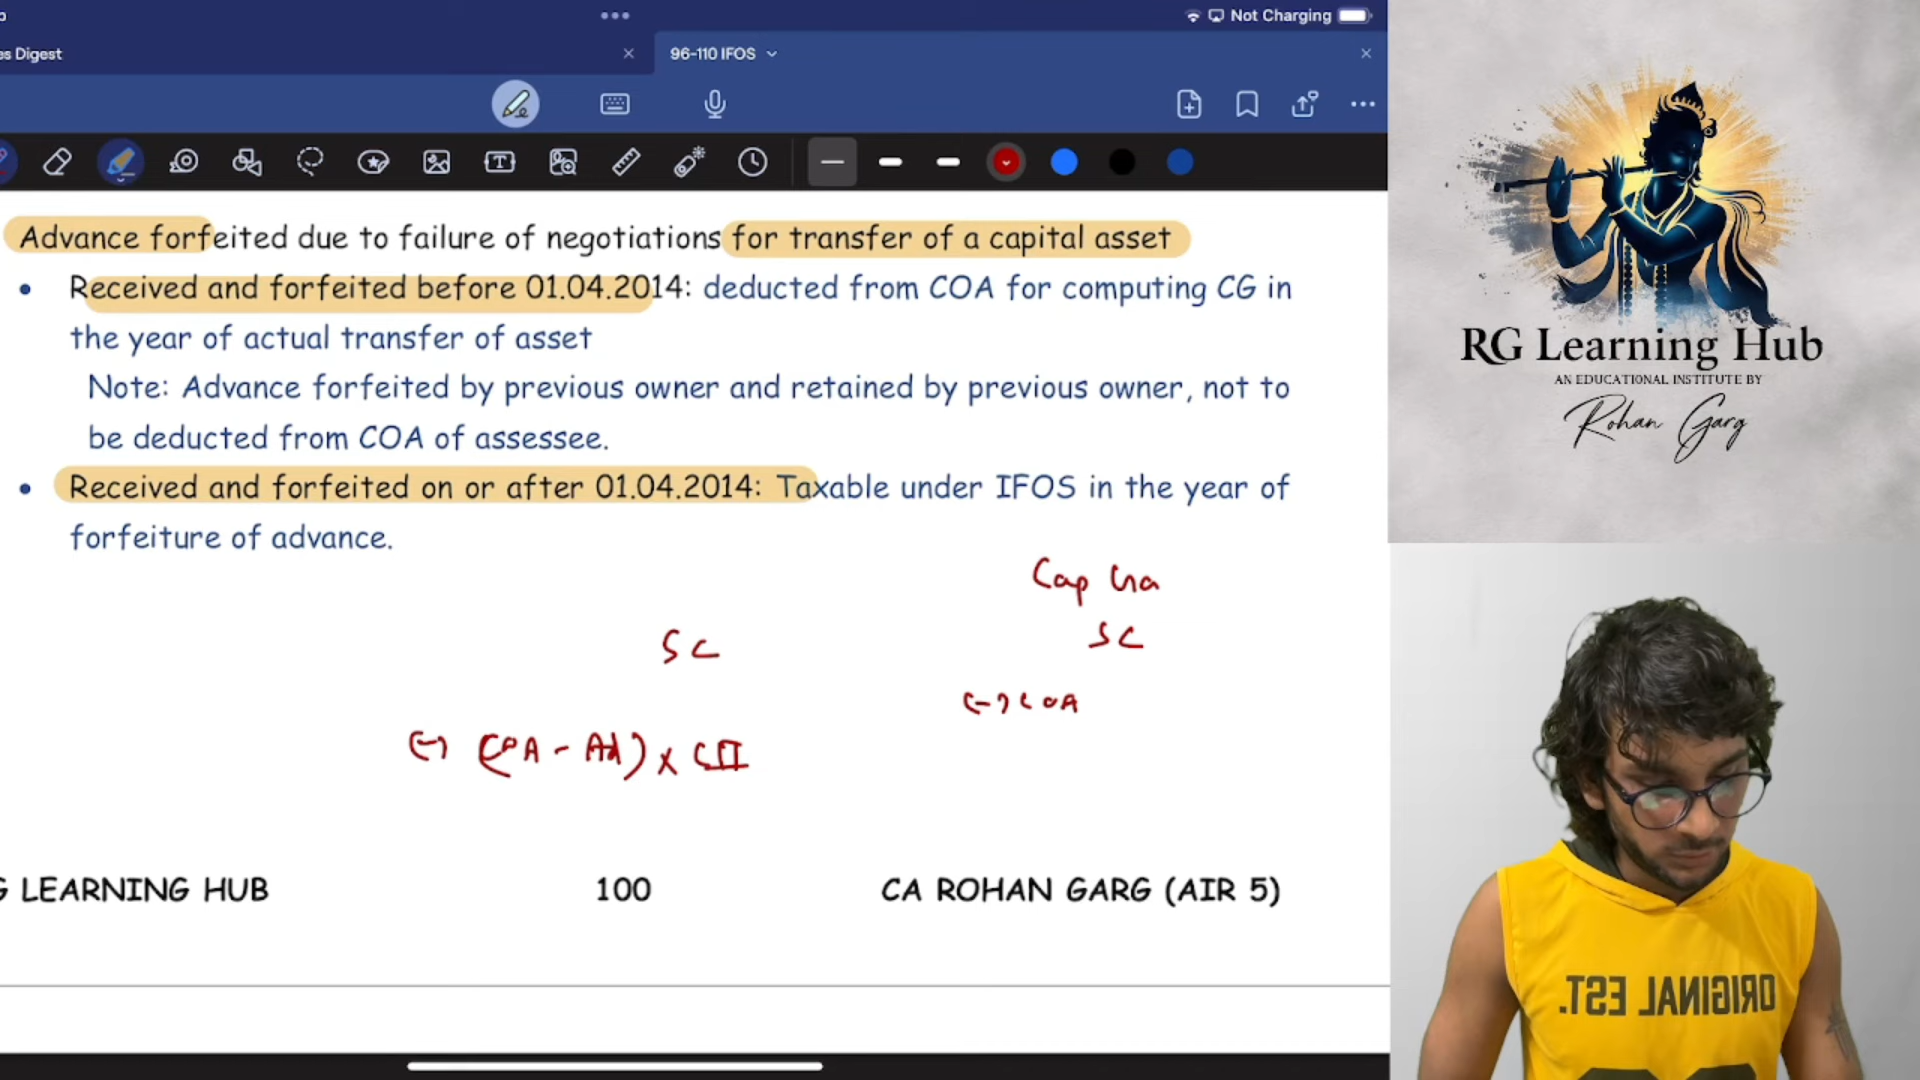 Not Charging
es Digest
96-110 IFOS
Advance forfeited due to failure of negotiations for transfer of a capital asset
• Received and forfeited before 01.04.2014: deducted from COA for computing CG in
the year of actual transfer of asset
Note: Advance forfeited by previous owner and retained by previous owner, not to
be deducted from COA of assessee.
• Received and forfeited on or after 01.04.2014: Taxable under IFOS in the year of
forfeiture of advance.
Cap Ga
SC
SC
(-) COA
(-) (COA - Ad) x CII
G LEARNING HUB
100
CA ROHAN GARG (AIR 5)
RG Learning Hub
AN EDUCATIONAL INSTITUTE BY
Rohan Garg
ORIGINAL EST.